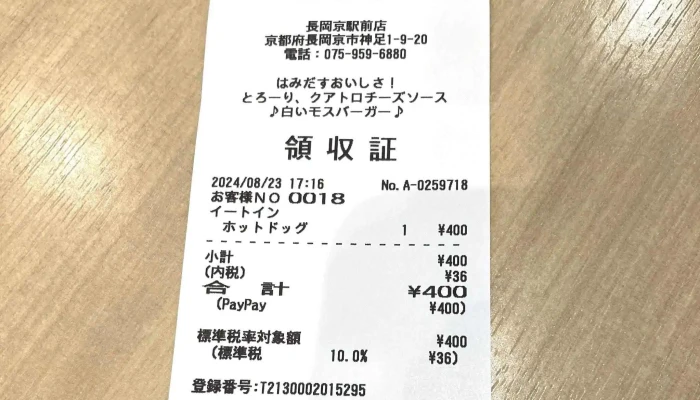 長岡京駅前店
京都府長岡京市神足1-9-20
電話：075-959-6880
はみだすおいしさ！
とろーり、クアトロチーズソース
♪白いモスバーガー♪
領収証
2024/08/23 17:16 No.A-0259718
お客様NO 0018
イートイン
ホットドッグ 1 ¥400
小計 ¥400
(内税) ¥36
合 計 ¥400
(PayPay ¥400)
標準税率対象額 ¥400
(標準税 10.0% ¥36)
登録番号:T2130002015295